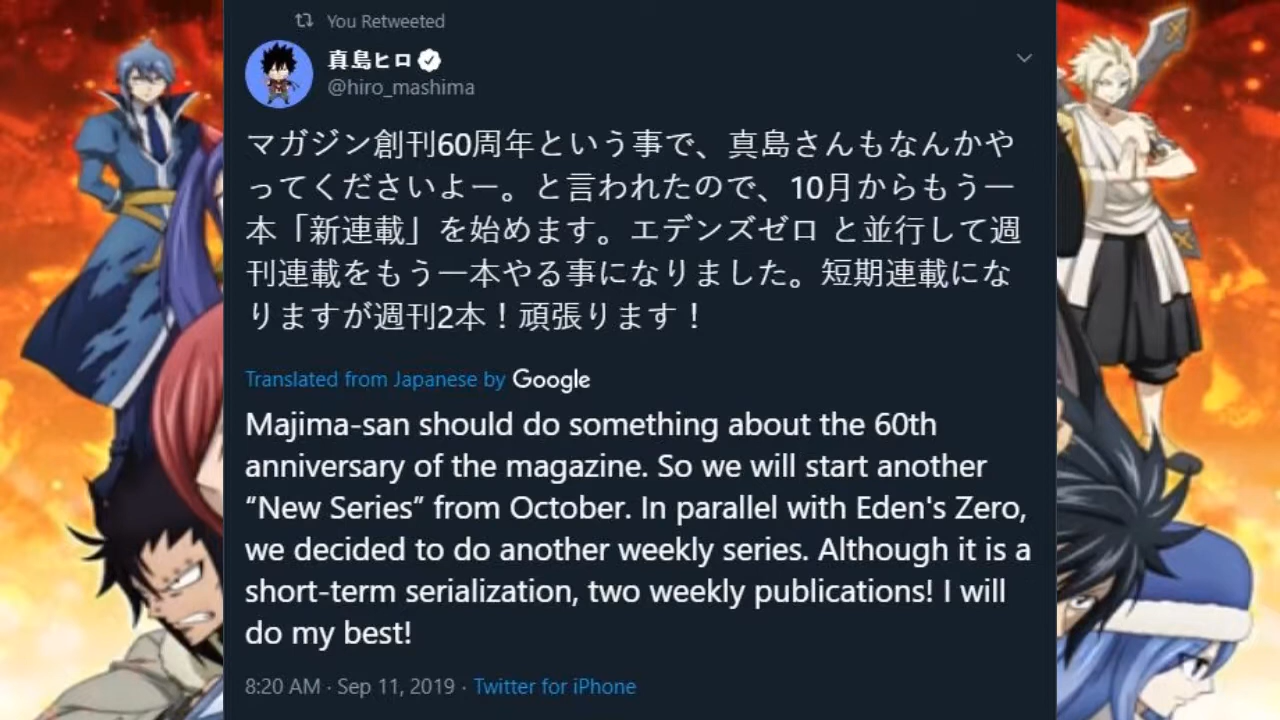 You Retweeted
真島ヒロ
@hiro_mashima
マガジン創刊60周年という事で、真島さんもなんかや
ってくださいよー。と言われたので、10月からもう一
本「新連載」を始めます。エデンズゼロ と並行して週
刊連載をもう一本やる事になりました。短期連載にな
りますが週刊2本！頑張ります！
Translated from Japanese by Google
Majima-san should do something about the 60th
anniversary of the magazine. So we will start another
“New Series” from October. In parallel with Eden's Zero,
we decided to do another weekly series. Although it is a
short-term serialization, two weekly publications! I will
do my best!
8:20 AM · Sep 11, 2019 · Twitter for iPhone